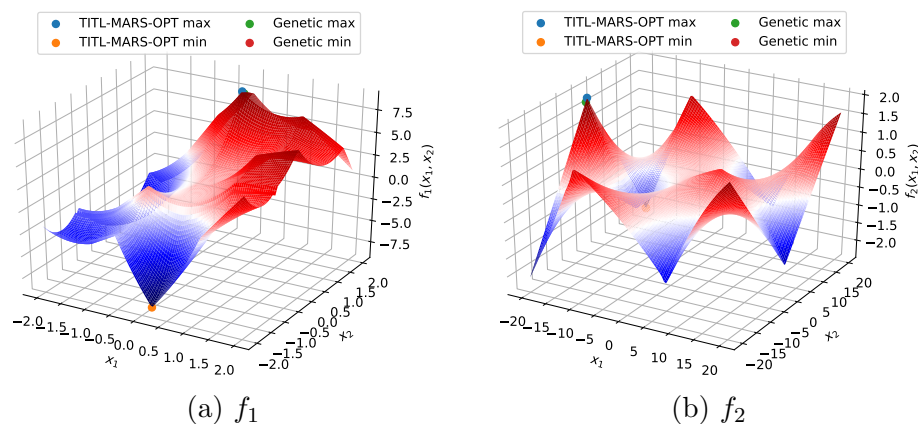 TITL-MARS-OPT max Genetic max
TITL-MARS-OPT min Genetic min
7.5
5.0
2.5
0.0
−2.5
−5.0
−7.5
f₁(x₁, x₂)
−2.0 −1.5 −1.0 −0.5 0.0 0.5 1.0 1.5 2.0
x₁
−2.0 −1.5 −1.0 −0.5 0.0 0.5 1.0 1.5 2.0
x₂
(a) f₁
TITL-MARS-OPT max Genetic max
TITL-MARS-OPT min Genetic min
2.0
1.5
1.0
0.5
0.0
−0.5
−1.0
−1.5
−2.0
f₂(x₁, x₂)
−20 −15 −10 −5 0 5 10 15 20
x₁
−20 −15 −10 −5 0 5 10 15 20
x₂
(b) f₂